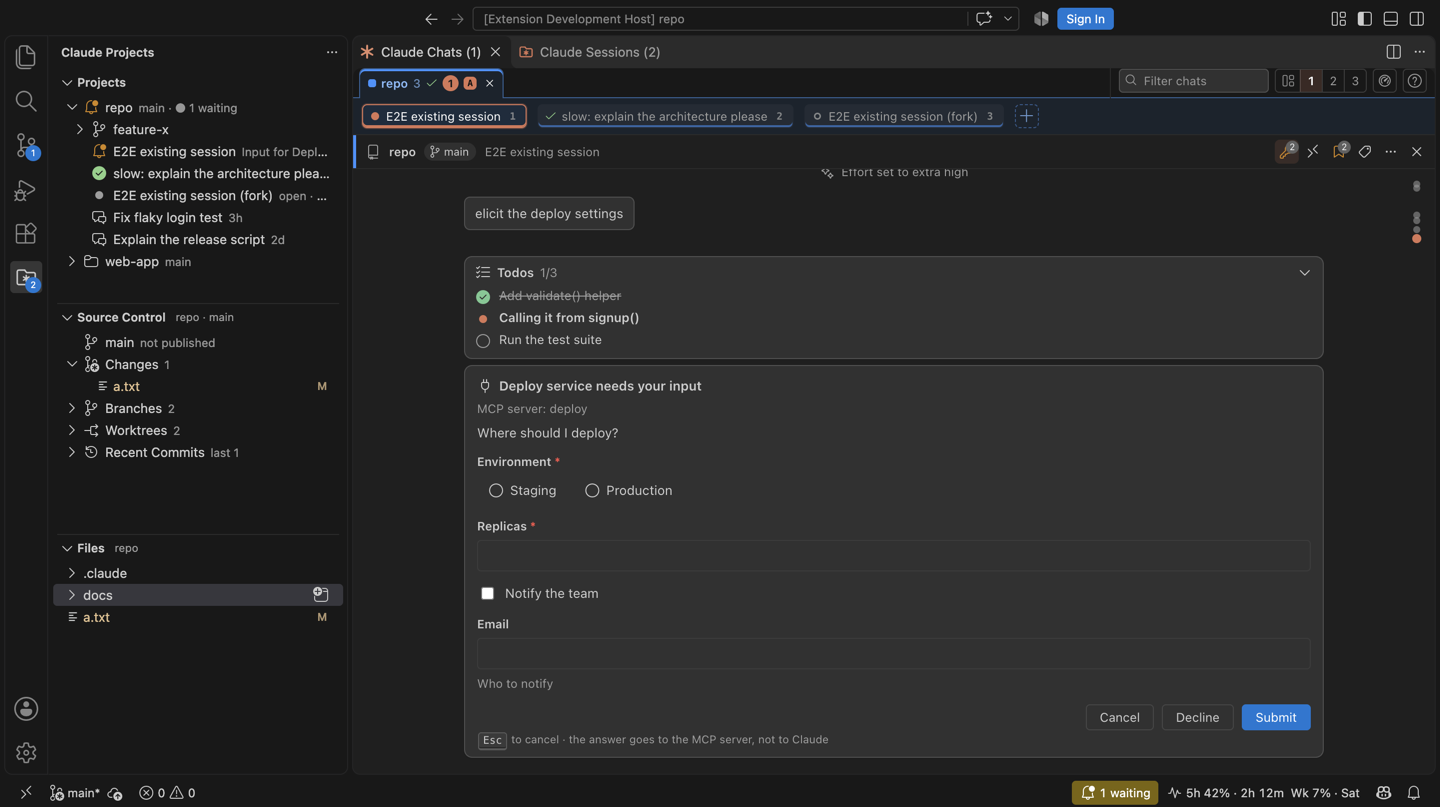 [Extension Development Host] repo
Sign In
Claude Projects
Projects
repo main · 1 waiting
feature-x
E2E existing session Input for Depl...
slow: explain the architecture plea...
E2E existing session (fork) open · ...
Fix flaky login test 3h
Explain the release script 2d
web-app main
Source Control repo · main
main not published
Changes 1
a.txt M
Branches 2
Worktrees 2
Recent Commits last 1
Files repo
.claude
docs
a.txt M
1
2
Claude Chats (1)
Claude Sessions (2)
repo 3 1 A
Filter chats
1 2 3
E2E existing session 1
slow: explain the architecture please 2
E2E existing session (fork) 3
repo main E2E existing session
2 2
Effort set to extra high
elicit the deploy settings
Todos 1/3
Add validate() helper
Calling it from signup()
Run the test suite
Deploy service needs your input
MCP server: deploy
Where should I deploy?
Environment *
Staging Production
Replicas *
Notify the team
Email
Who to notify
Cancel Decline Submit
Esc to cancel · the answer goes to the MCP server, not to Claude
main* 0 0
1 waiting 5h 42% · 2h 12m Wk 7% · Sat